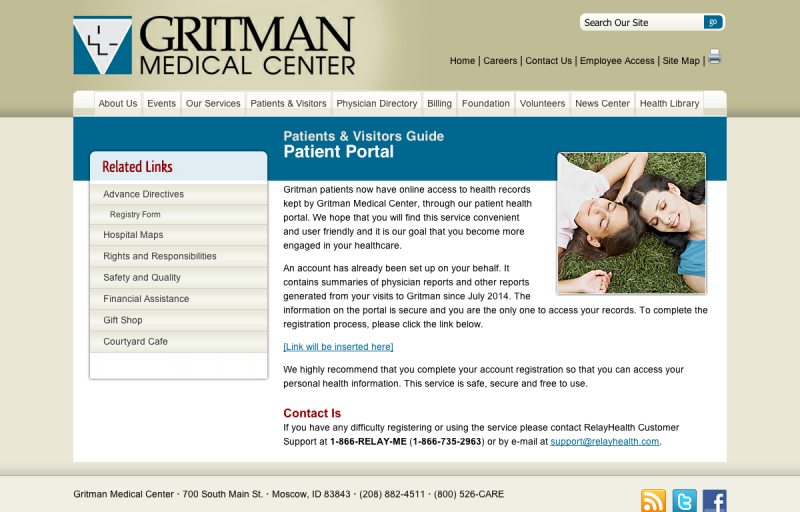 GRITMAN
MEDICAL CENTER
Search Our Site
go
Home | Careers | Contact Us | Employee Access | Site Map |
About Us
Events
Our Services
Patients & Visitors
Physician Directory
Billing
Foundation
Volunteers
News Center
Health Library
Patients & Visitors Guide
Patient Portal
Related Links
Advance Directives
Registry Form
Hospital Maps
Rights and Responsibilities
Safety and Quality
Financial Assistance
Gift Shop
Courtyard Cafe
Gritman patients now have online access to health records
kept by Gritman Medical Center, through our patient health
portal. We hope that you will find this service convenient
and user friendly and it is our goal that you become more
engaged in your healthcare.
An account has already been set up on your behalf. It
contains summaries of physician reports and other reports
generated from your visits to Gritman since July 2014. The
information on the portal is secure and you are the only one to access your records. To complete the
registration process, please click the link below.
[Link will be inserted here]
We highly recommend that you complete your account registration so that you can access your
personal health information. This service is safe, secure and free to use.
Contact Is
If you have any difficulty registering or using the service please contact RelayHealth Customer
Support at 1-866-RELAY-ME (1-866-735-2963) or by e-mail at support@relayhealth.com.
Gritman Medical Center · 700 South Main St. · Moscow, ID 83843 · (208) 882-4511 · (800) 526-CARE